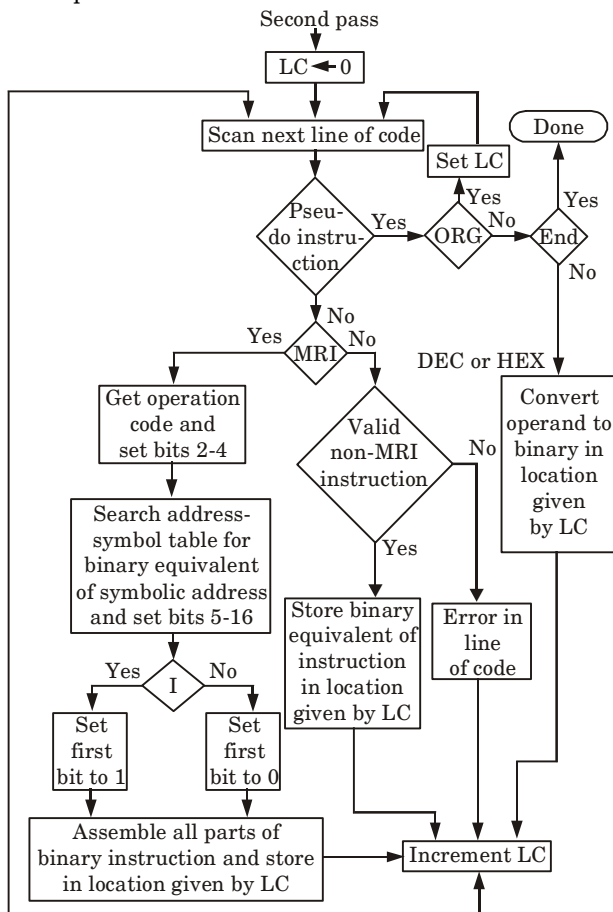 Second pass
LC ← 0
Scan next line of code
Done
Set LC
Yes
Yes
Pseu-
do instru-
ction
Yes
ORG
No
End
No
No
Yes
MRI
No
DEC or HEX
Get operation
code and
set bits 2-4
Valid
non-MRI
instruction
No
Convert
operand to
binary in
location
given
by LC
Search address-
symbol table for
binary equivalent
of symbolic address
and set bits 5-16
Yes
Store binary
equivalent of
instruction
in location
given by LC
Error in
line
of code
Yes
I
No
Set
first
bit to 1
Set
first
bit to 0
Assemble all parts of
binary instruction and store
in location given by LC
Increment LC